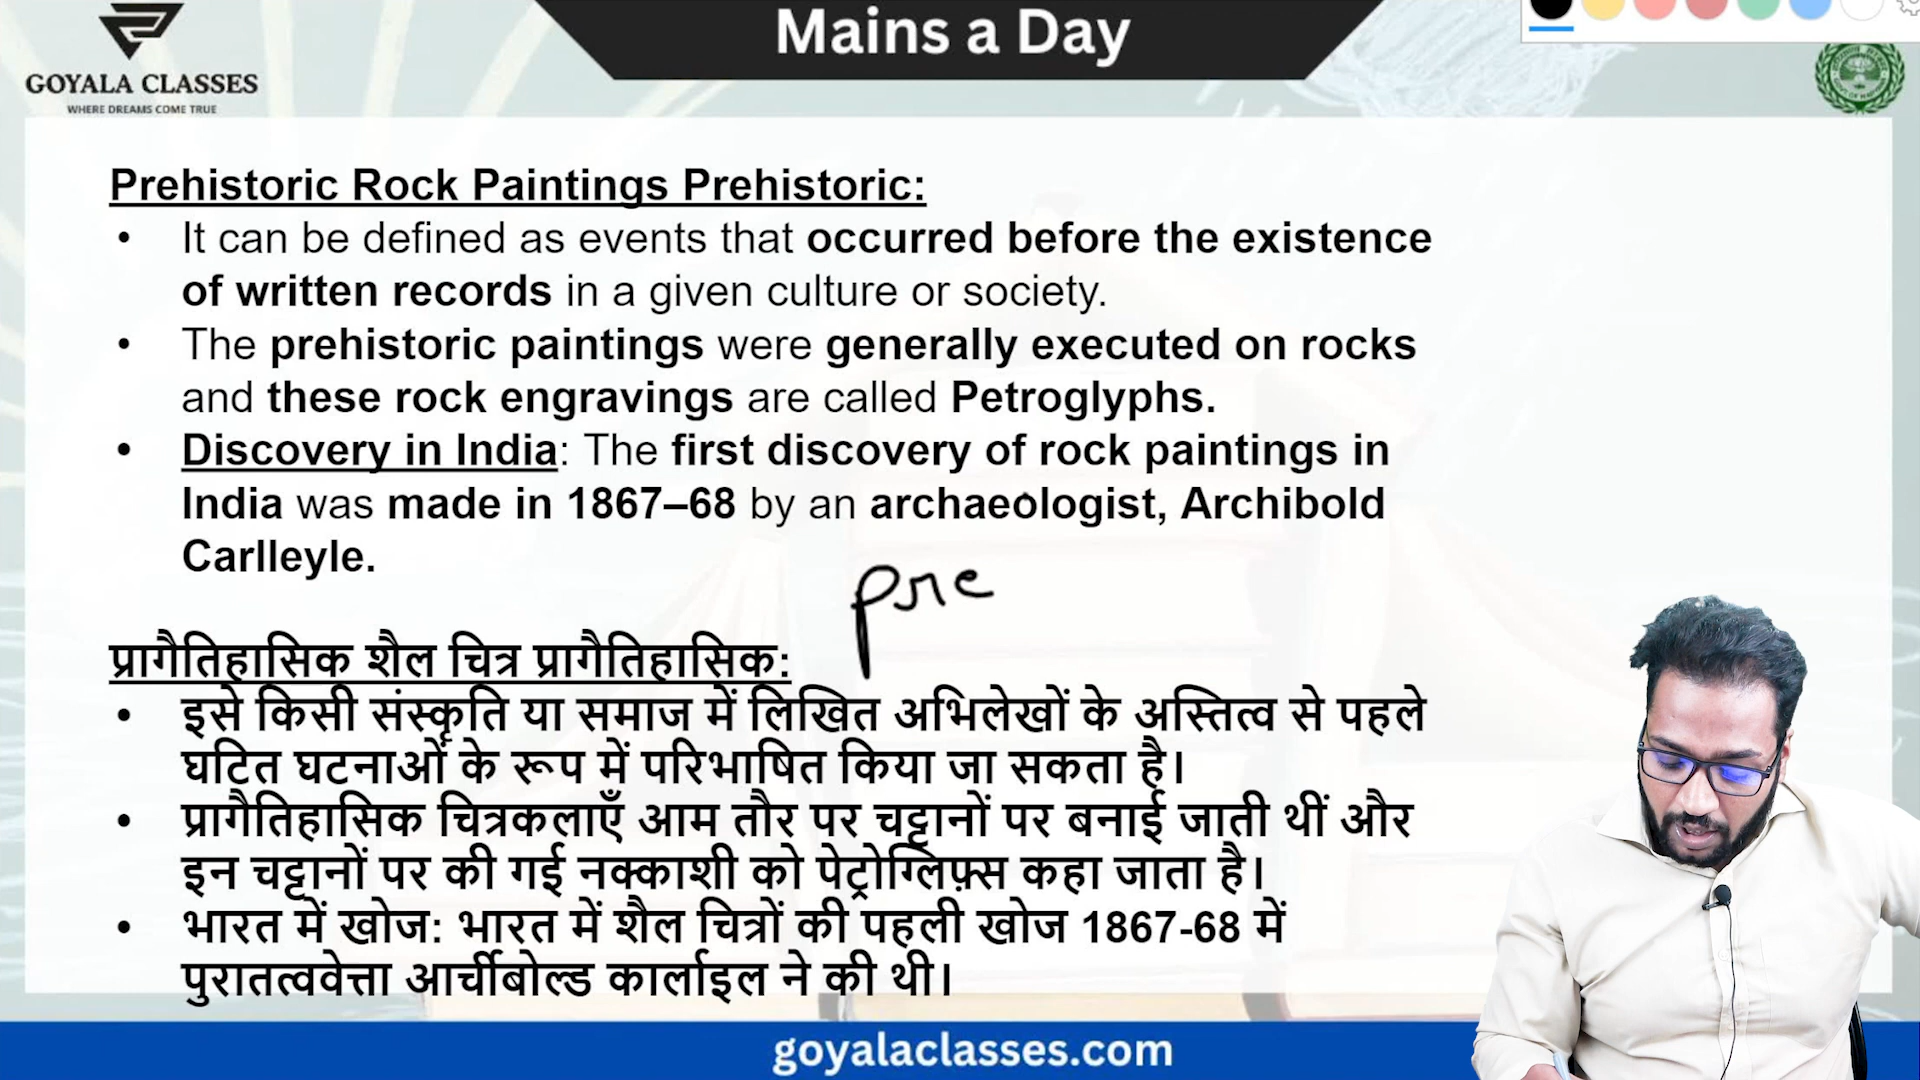 Mains a Day
GOYALA CLASSES
WHERE DREAMS COME TRUE
Prehistoric Rock Paintings Prehistoric:
• It can be defined as events that occurred before the existence
of written records in a given culture or society.
• The prehistoric paintings were generally executed on rocks
and these rock engravings are called Petroglyphs.
• Discovery in India: The first discovery of rock paintings in
India was made in 1867–68 by an archaeologist, Archibold
Carlleyle.
pre
प्रागैतिहासिक शैल चित्र प्रागैतिहासिक:
• इसे किसी संस्कृति या समाज में लिखित अभिलेखों के अस्तित्व से पहले
घटित घटनाओं के रूप में परिभाषित किया जा सकता है।
• प्रागैतिहासिक चित्रकलाएँ आम तौर पर चट्टानों पर बनाई जाती थीं और
इन चट्टानों पर की गई नक्काशी को पेट्रोग्लिफ़्स कहा जाता है।
• भारत में खोज: भारत में शैल चित्रों की पहली खोज 1867-68 में
पुरातत्ववेत्ता आर्चीबोल्ड कार्लाइल ने की थी।
goyalaclasses.com